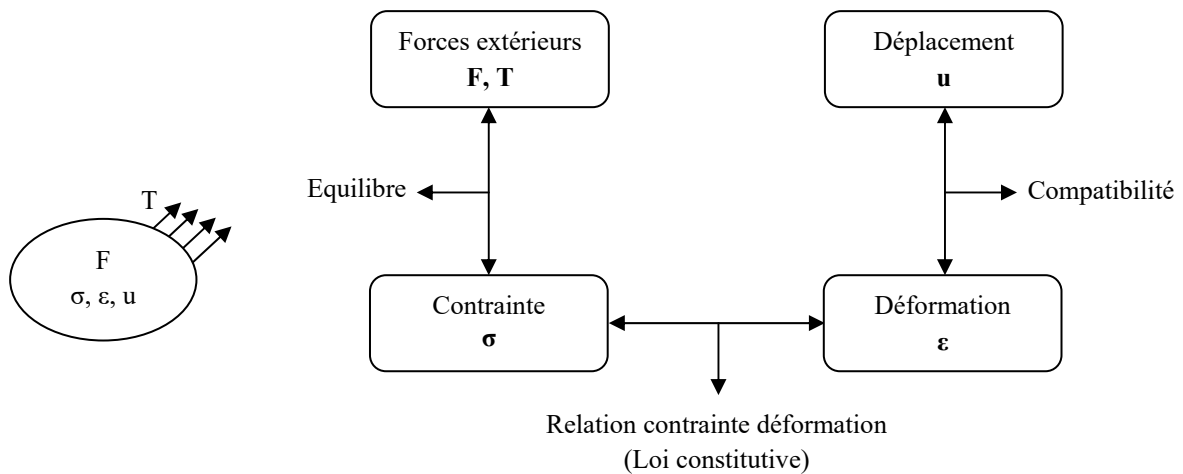 Forces extérieurs
F, T
Déplacement
u
Equilibre
Compatibilité
T
F
σ, ε, u
Contrainte
σ
Déformation
ε
Relation contrainte déformation
(Loi constitutive)